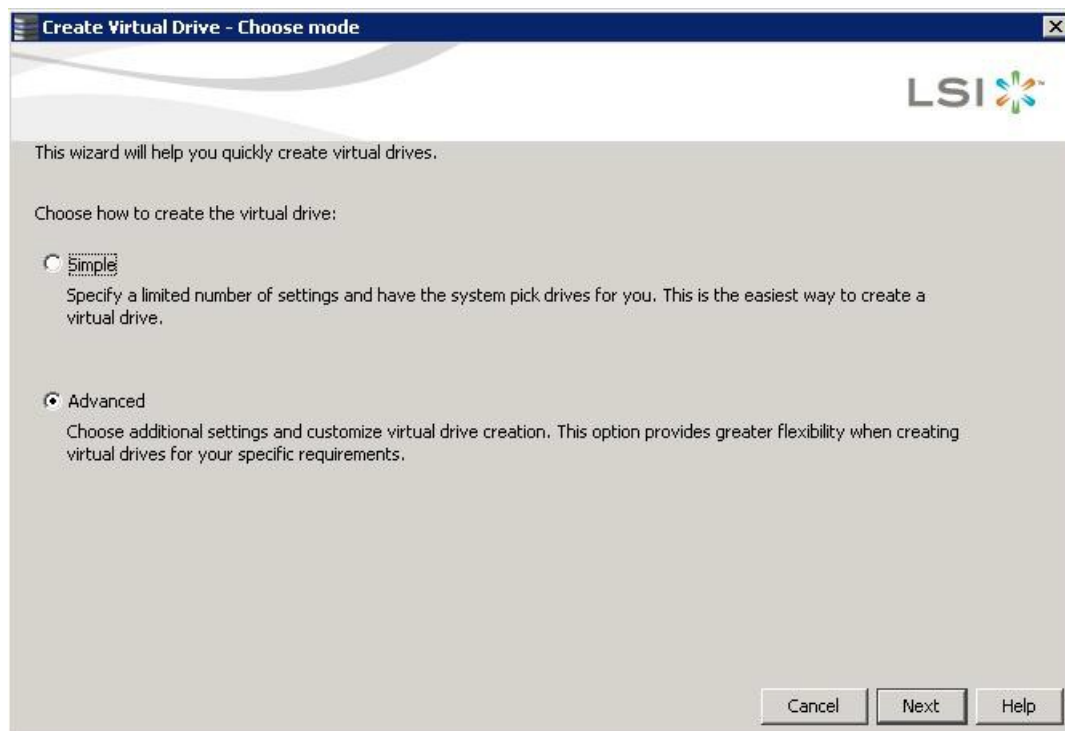 Create Virtual Drive - Choose mode
LSI
This wizard will help you quickly create virtual drives.
Choose how to create the virtual drive:
Simple
Specify a limited number of settings and have the system pick drives for you. This is the easiest way to create a
virtual drive.
Advanced
Choose additional settings and customize virtual drive creation. This option provides greater flexibility when creating
virtual drives for your specific requirements.
Cancel Next Help